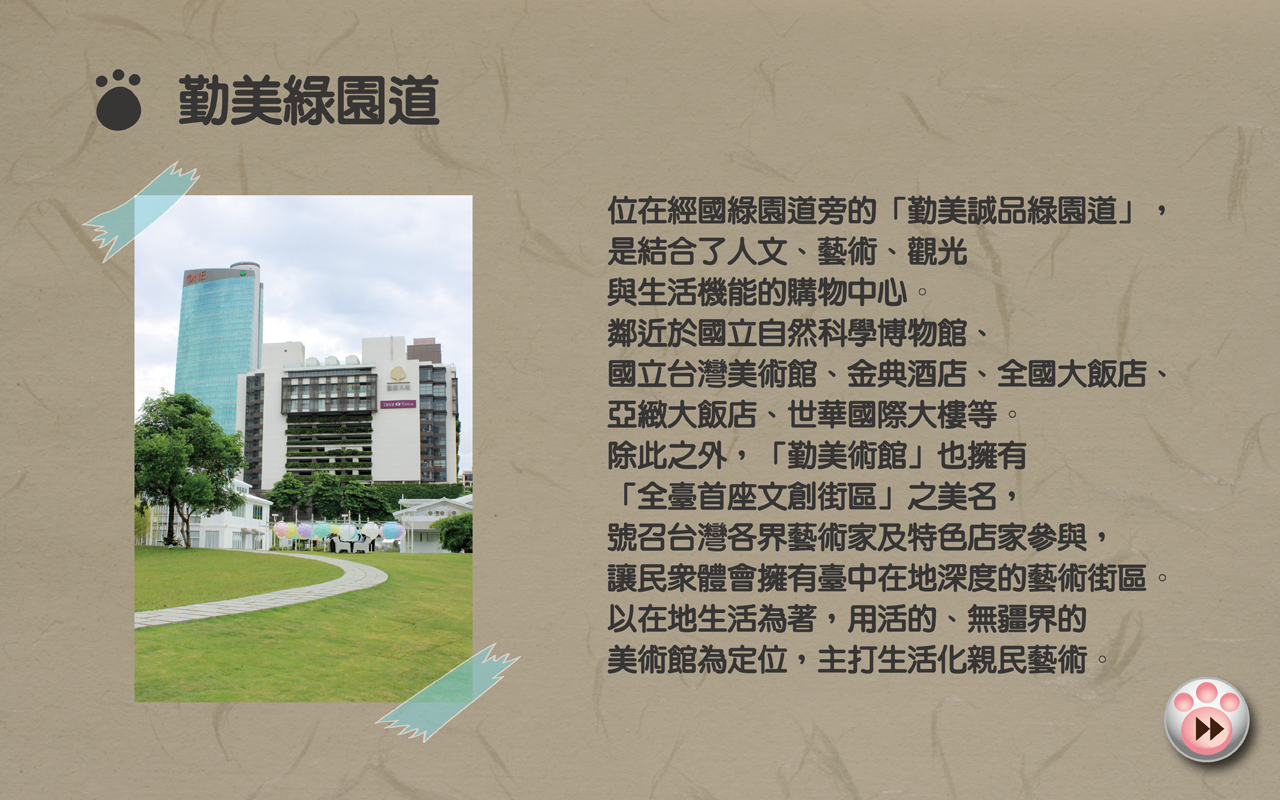 勤美綠園道
位在經國綠園道旁的「勤美誠品綠園道」，
是結合了人文、藝術、觀光
與生活機能的購物中心。
鄰近於國立自然科學博物館、
國立台灣美術館、金典酒店、全國大飯店、
亞緻大飯店、世華國際大樓等。
除此之外，「勤美術館」也擁有
「全臺首座文創街區」之美名，
號召台灣各界藝術家及特色店家參與，
讓民衆體會擁有臺中在地深度的藝術街區。
以在地生活為著，用活的、無疆界的
美術館為定位，主打生活化親民藝術。